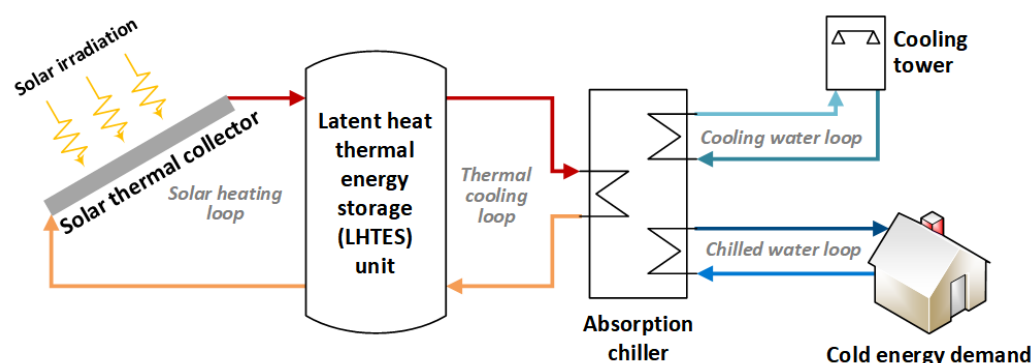 Solar irradiation
Solar thermal collector
Solar heating
loop
Latent heat
thermal
energy
storage
(LHTES)
unit
Thermal
cooling
loop
Absorption
chiller
Cooling
tower
Cooling water loop
Chilled water loop
Cold energy demand